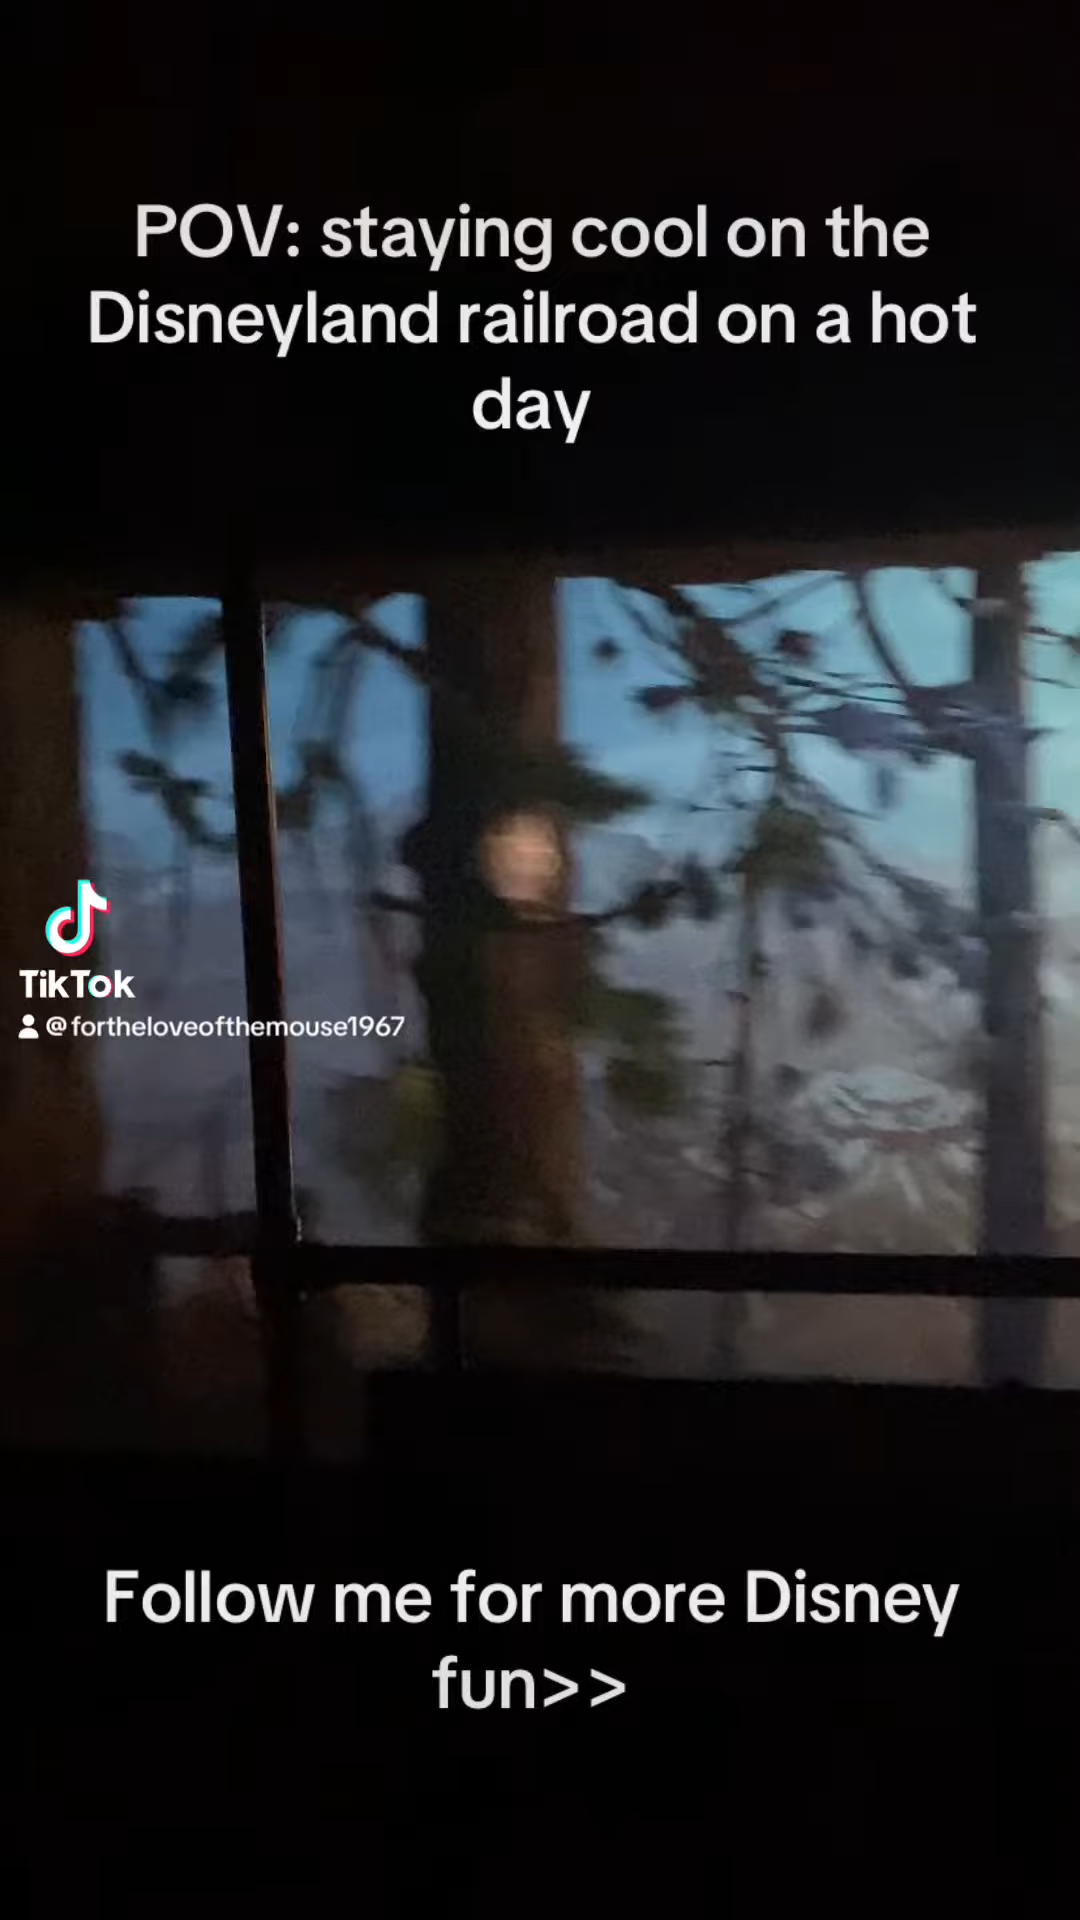 POV: staying cool on the
Disneyland railroad on a hot
day
TikTok
@fortheloveofthemouse1967
Follow me for more Disney
fun>>